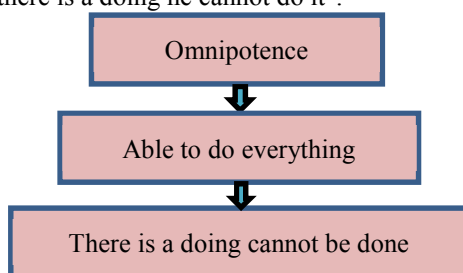 there is a doing he cannot do it".
Omnipotence
Able to do everything
There is a doing cannot be done